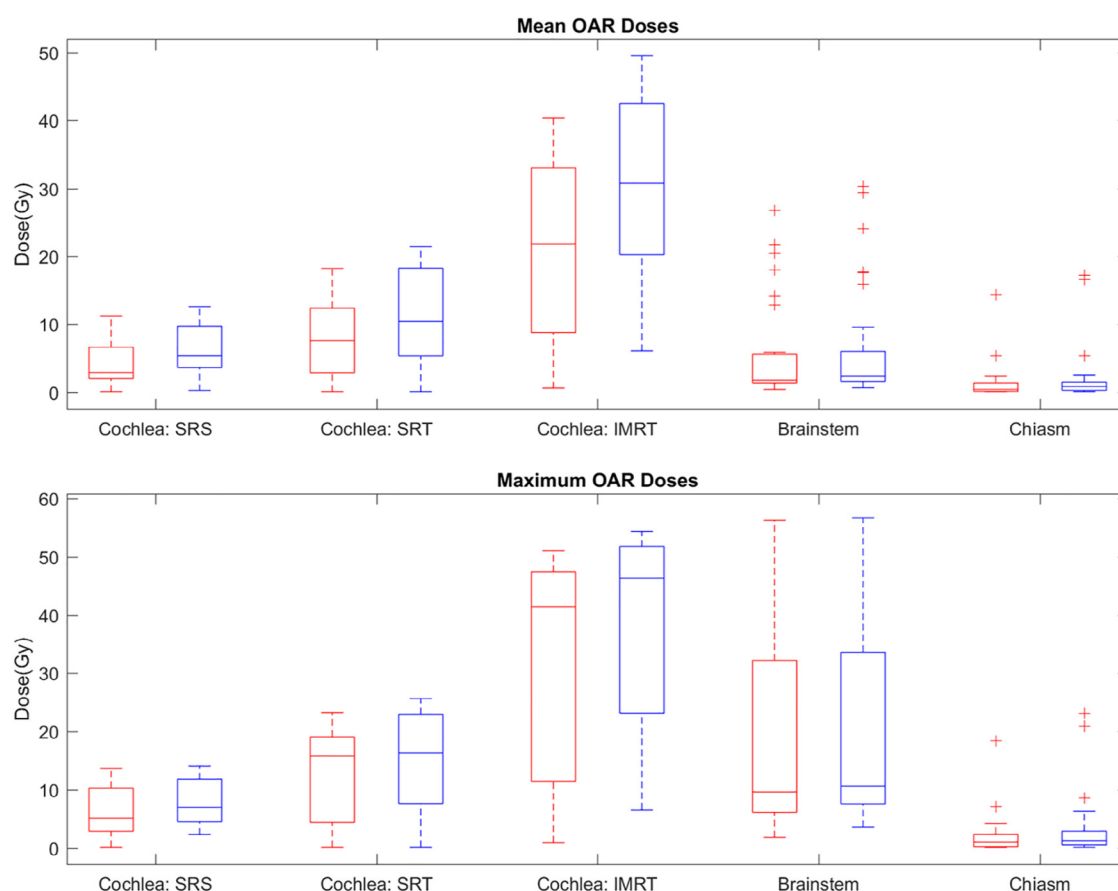 Mean OAR Doses
50
40
30
20
10
0
Dose(Gy)
Cochlea: SRS Cochlea: SRT Cochlea: IMRT Brainstem Chiasm
Maximum OAR Doses
60
50
40
30
20
10
0
Dose(Gy)
Cochlea: SRS Cochlea: SRT Cochlea: IMRT Brainstem Chiasm